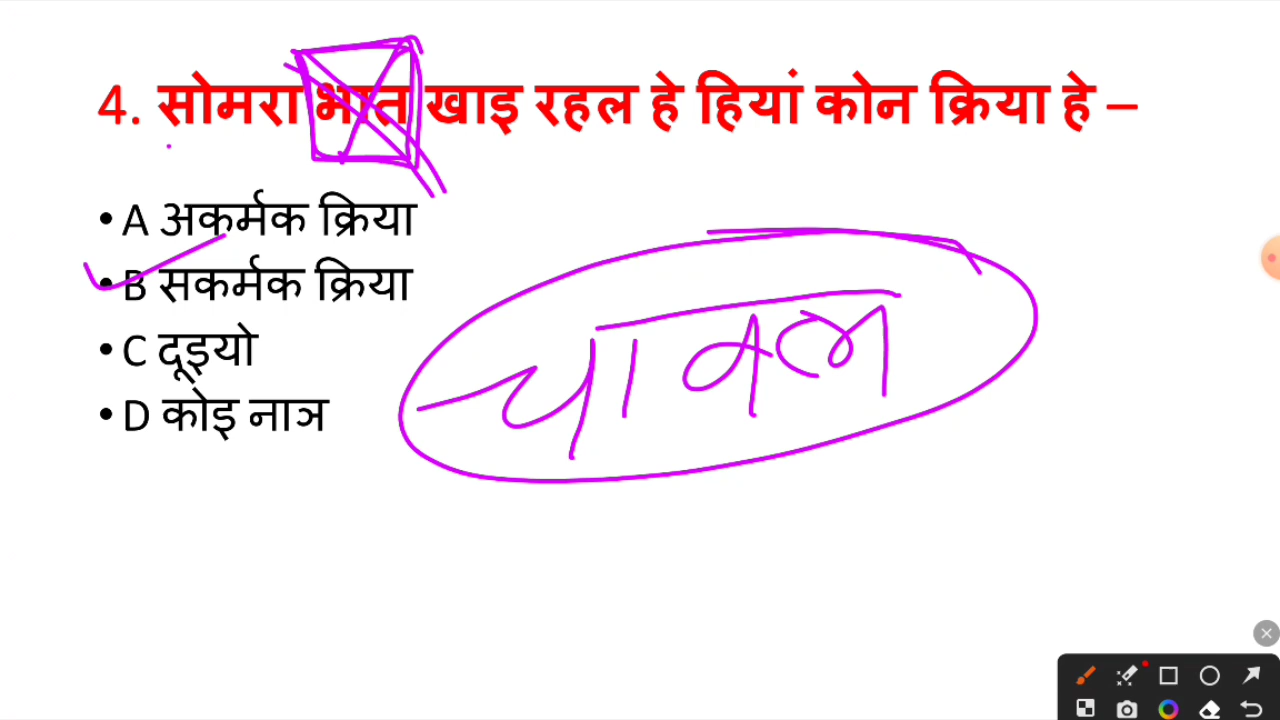 4. सोमरा भात खाइ रहल हे हियां कोन क्रिया हे –
• A अकर्मक क्रिया
• B सकर्मक क्रिया
• C दूइयो
• D कोइ नाञ
चावल